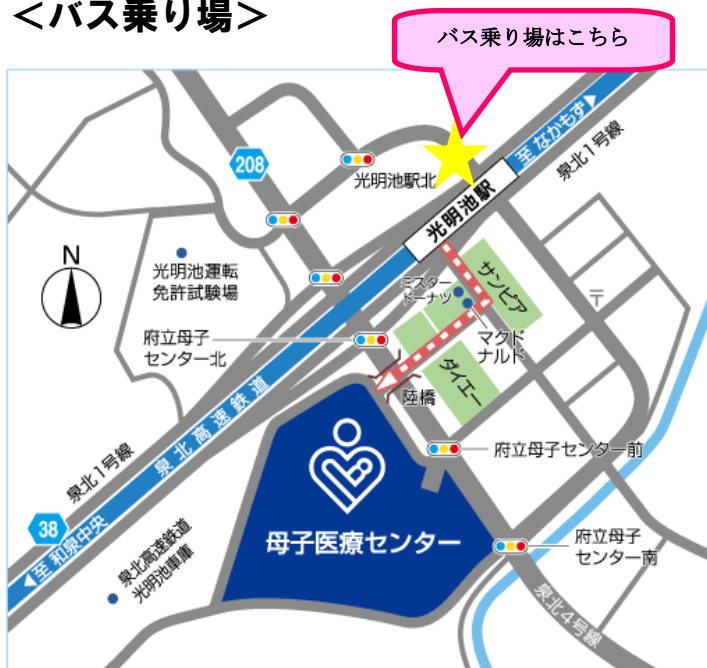 ＜バス乗り場＞
バス乗り場はこちら
至 なかもず
泉北1号線
208
光明池駅北
光明池駅
N
光明池運転
免許試験場
ミスター
ドーナツ
サンピア
〒
マクド
ナルド
府立母子
センター北
ダイエー
陸橋
泉北高速鉄道
泉北1号線
府立母子センター前
38
至 和泉中央
母子医療センター
泉北高速鉄道
光明池車庫
府立母子
センター南
泉北4号線